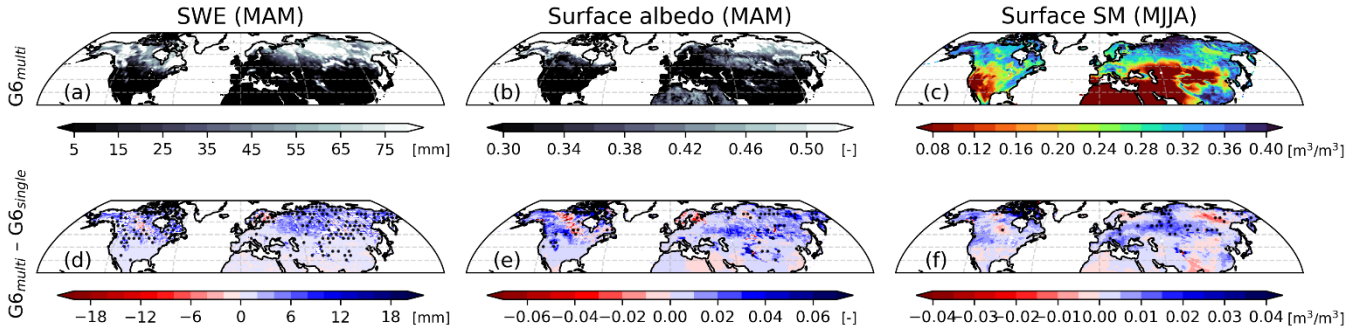 SWE (MAM) Surface albedo (MAM) Surface SM (MJJA)
G6multi
(a) (b) (c)
5 15 25 35 45 55 65 75 [mm]
0.30 0.34 0.38 0.42 0.46 0.50 [-]
0.08 0.12 0.16 0.20 0.24 0.28 0.32 0.36 0.40 [m³/m³]
G6multi − G6single
(d) (e) (f)
−18 −12 −6 0 6 12 18 [mm]
−0.06 −0.04 −0.02 0.00 0.02 0.04 0.06 [-]
−0.04 −0.03 −0.02 −0.01 0.00 0.01 0.02 0.03 0.04 [m³/m³]